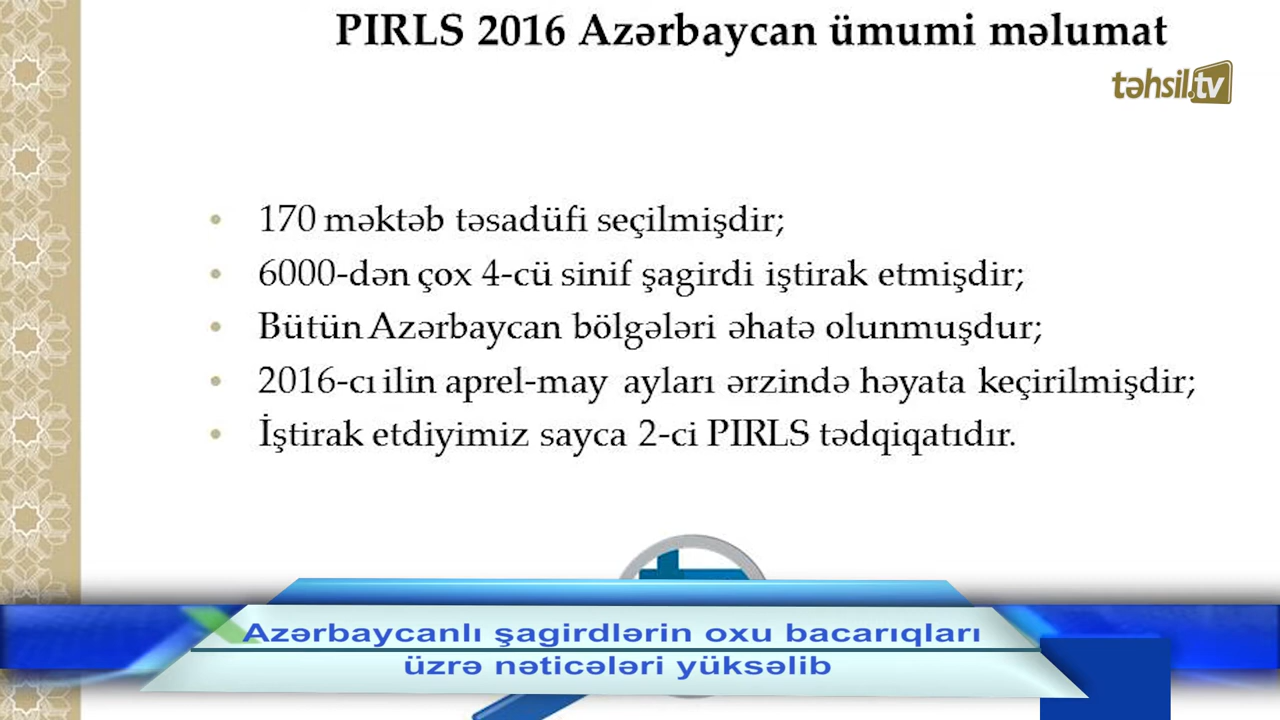 PIRLS 2016 Azərbaycan ümumi məlumat
təhsil.tv
• 170 məktəb təsadüfi seçilmişdir;
• 6000-dən çox 4-cü sinif şagirdi iştirak etmişdir;
• Bütün Azərbaycan bölgələri əhatə olunmuşdur;
• 2016-cı ilin aprel-may ayları ərzində həyata keçirilmişdir;
• İştirak etdiyimiz sayca 2-ci PIRLS tədqiqatıdır.
Azərbaycanlı şagirdlərin oxu bacarıqları
üzrə nəticələri yüksəlib